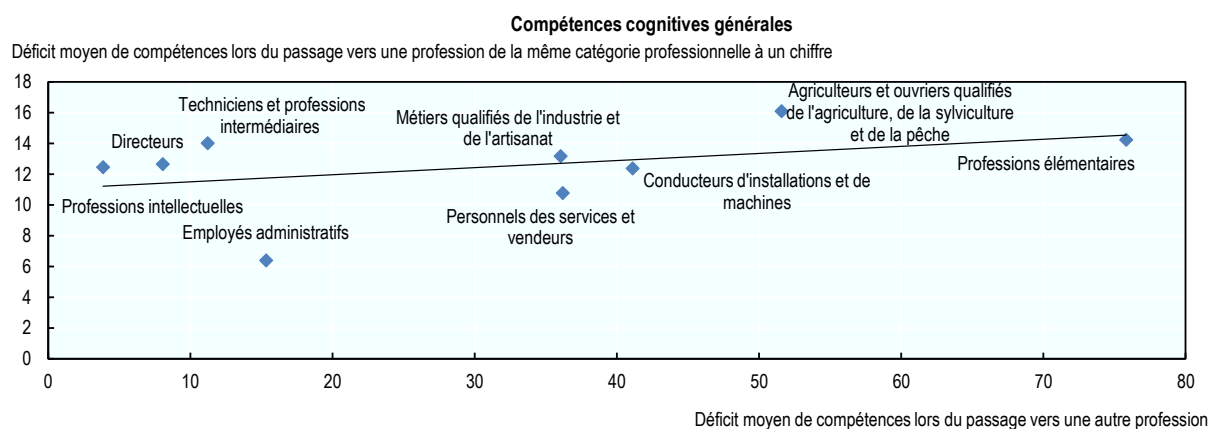 Compétences cognitives générales
Déficit moyen de compétences lors du passage vers une profession de la même catégorie professionnelle à un chiffre
18
16
14
12
10
8
6
4
2
0
Techniciens et professions
intermédiaires
Directeurs
Professions intellectuelles
Employés administratifs
Métiers qualifiés de l'industrie et
de l'artisanat
Personnels des services et
vendeurs
Conducteurs d'installations et de
machines
Agriculteurs et ouvriers qualifiés
de l'agriculture, de la sylviculture
et de la pêche
Professions élémentaires
0 10 20 30 40 50 60 70 80
Déficit moyen de compétences lors du passage vers une autre profession